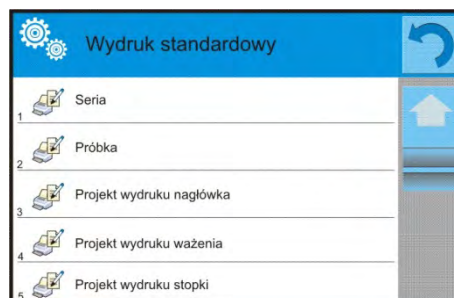 Wydruk standardowy
Seria
1
Próbka
2
Projekt wydruku nagłówka
3
Projekt wydruku ważenia
4
Projekt wydruku stopki
5